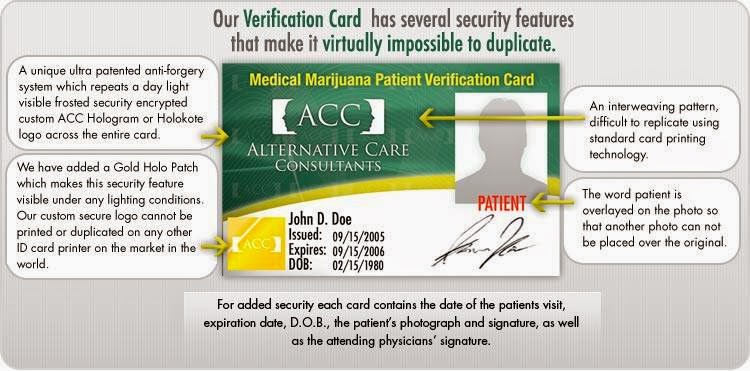 Our Verification Card has several security features
that make it virtually impossible to duplicate.
A unique ultra patented anti-forgery
system which repeats a day light
visible frosted security encrypted
custom ACC Hologram or Holokote
logo across the entire card.
We have added a Gold Holo Patch
which makes this security feature
visible under any lighting conditions.
Our custom secure logo cannot be
printed or duplicated on any other
ID card printer on the market in the
world.
Medical Marijuana Patient Verification Card
ACC
ALTERNATIVE CARE
CONSULTANTS
PATIENT
ACC
John D. Doe
Issued: 09/15/2005
Expires: 09/15/2006
DOB: 02/15/1980
An interweaving pattern,
difficult to replicate using
standard card printing
technology.
The word patient is
overlayed on the photo so
that another photo can not
be placed over the original.
For added security each card contains the date of the patients visit,
expiration date, D.O.B., the patient's photograph and signature, as well
as the attending physicians' signature.